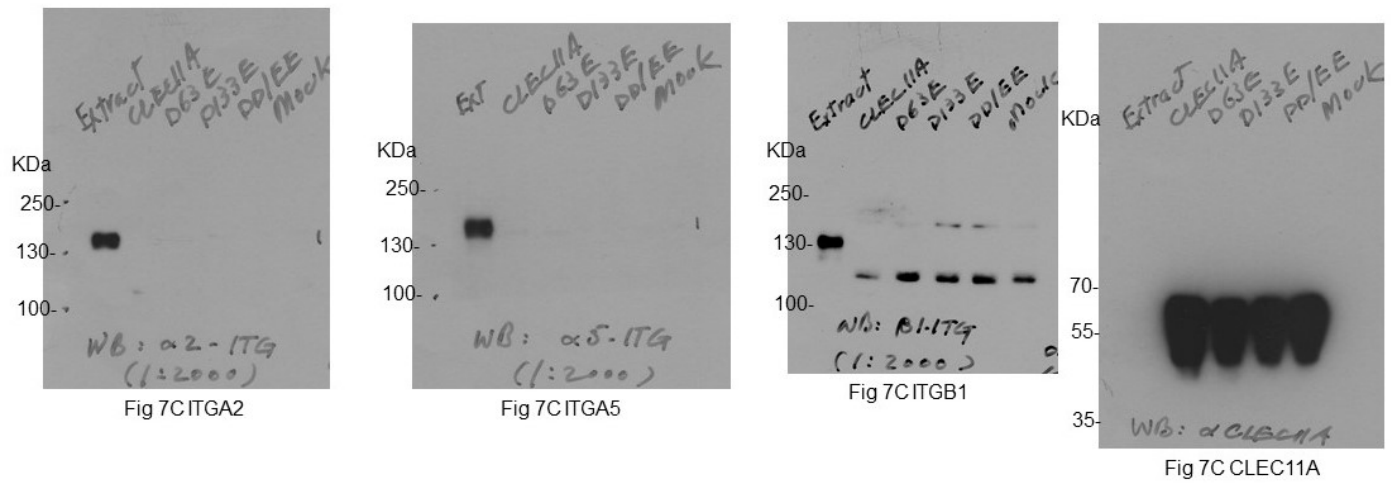 Extract CLEC11A D63E D133E DD/EE Mock
KDa
250-
130-
100-
WB: α2-ITG
(1:2000)
Fig 7C ITGA2
Ext CLEC11A D63E D133E DD/EE Mock
KDa
250-
130-
100-
WB: α5-ITG
(1:2000)
Fig 7C ITGA5
Extract CLEC11A D63E D133E DD/EE Mock
KDa
250-
130-
100-
WB: β1-ITG
(1:2000)
Fig 7C ITGB1
Extract CLEC11A D63E D133E DD/EE Mock
KDa
70-
55-
35-
WB: α CLEC11A
Fig 7C CLEC11A